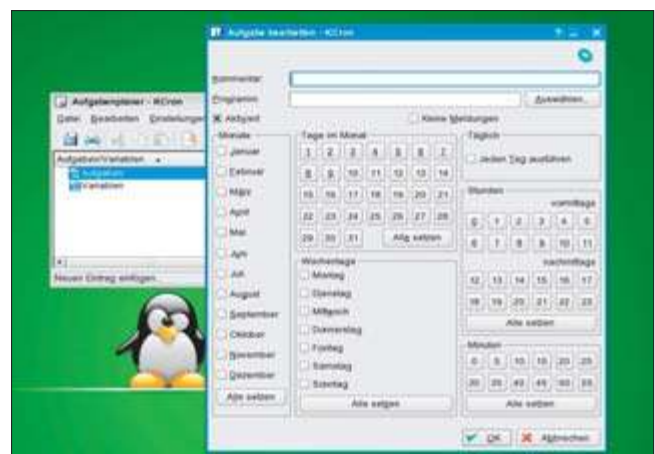 Aufgabe bearbeiten - KCron
Kommentar:
Programm:
Auswählen...
Aktiviert
Keine Meldungen
Monate
Januar
Februar
März
April
Mai
Juni
Juli
August
September
Oktober
November
Dezember
Alle setzen
Tage im Monat
1 2 3 4 5 6 7
8 9 10 11 12 13 14
15 16 17 18 19 20 21
22 23 24 25 26 27 28
29 30 31 Alle setzen
Wochentage
Montag
Dienstag
Mittwoch
Donnerstag
Freitag
Samstag
Sonntag
Alle setzen
Täglich
Jeden Tag ausführen
Stunden
vormittags
0 1 2 3 4 5
6 7 8 9 10 11
nachmittags
12 13 14 15 16 17
18 19 20 21 22 23
Alle setzen
Minuten
0 5 10 15 20 25
30 35 40 45 50 55
Alle setzen
OK
Abbrechen
Aufgabenplaner - KCron
Datei Bearbeiten Einstellungen
Aufgaben/Variablen
Aufgaben
Variablen
Neuen Eintrag einfügen